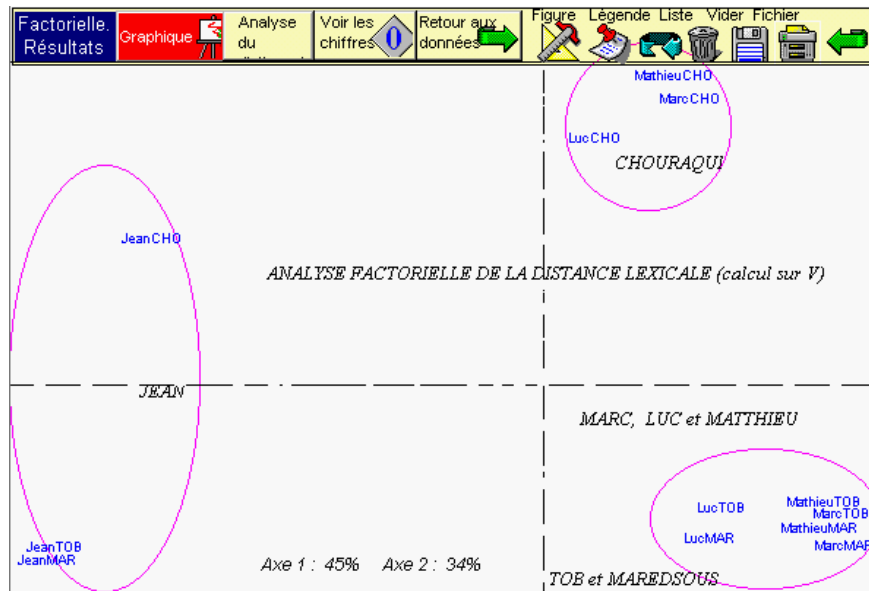 Factorielle.
Résultats
Graphique
Analyse
du
Voir les
chiffres
0
Retour aux
données
Figure Légende Liste Vider Fichier
MathieuCHO
MarcCHO
LucCHO
CHOURAQUI
JeanCHO
ANALYSE FACTORIELLE DE LA DISTANCE LEXICALE (calcul sur V)
JEAN
MARC, LUC et MATTHIEU
LucTOB
MathieuTOB
MarcTOB
MathieuMAR
LucMAR
MarcMAR
JeanTOB
JeanMAR
Axe 1 : 45% Axe 2 : 34%
TOB et MAREDSOUS